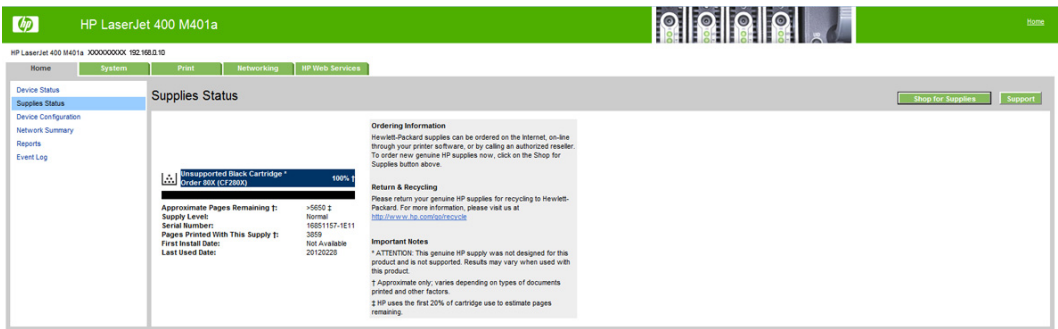 hp
HP LaserJet 400 M401a
Home
HP LaserJet 400 M401a XXXXXXXXXX 192.168.0.10
Home System Print Networking HP Web Services
Device Status
Supplies Status
Device Configuration
Network Summary
Reports
Event Log
Supplies Status
Shop for Supplies Support
Unsupported Black Cartridge *
Order 80X (CF280X) 100% †
Approximate Pages Remaining †: >5650 ‡
Supply Level: Normal
Serial Number: 16851157-1E11
Pages Printed With This Supply †: 3859
First Install Date: Not Available
Last Used Date: 20120228
Ordering Information
Hewlett-Packard supplies can be ordered on the Internet, on-line
through your printer software, or by calling an authorized reseller.
To order new genuine HP supplies now, click on the Shop for
Supplies button above.
Return & Recycling
Please return your genuine HP supplies for recycling to Hewlett-
Packard. For more information, please visit us at
http://www.hp.com/go/recycle
Important Notes
* ATTENTION: This genuine HP supply was not designed for this
product and is not supported. Results may vary when used with
this product.
† Approximate only; varies depending on types of documents
printed and other factors.
‡ HP uses the first 20% of cartridge use to estimate pages
remaining.